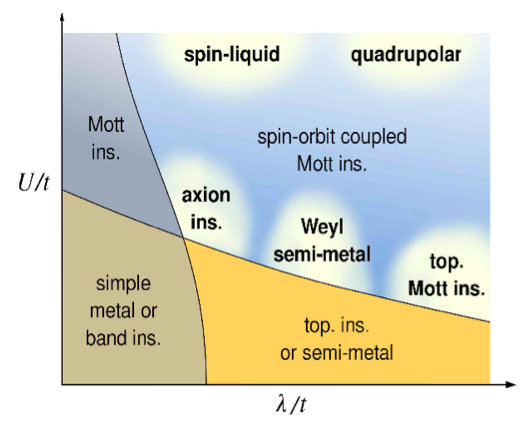 spin-liquid
quadrupolar
Mott
ins.
spin-orbit coupled
Mott ins.
U/t
axion
ins.
Weyl
semi-metal
top.
Mott ins.
simple
metal or
band ins.
top. ins.
or semi-metal
λ/t